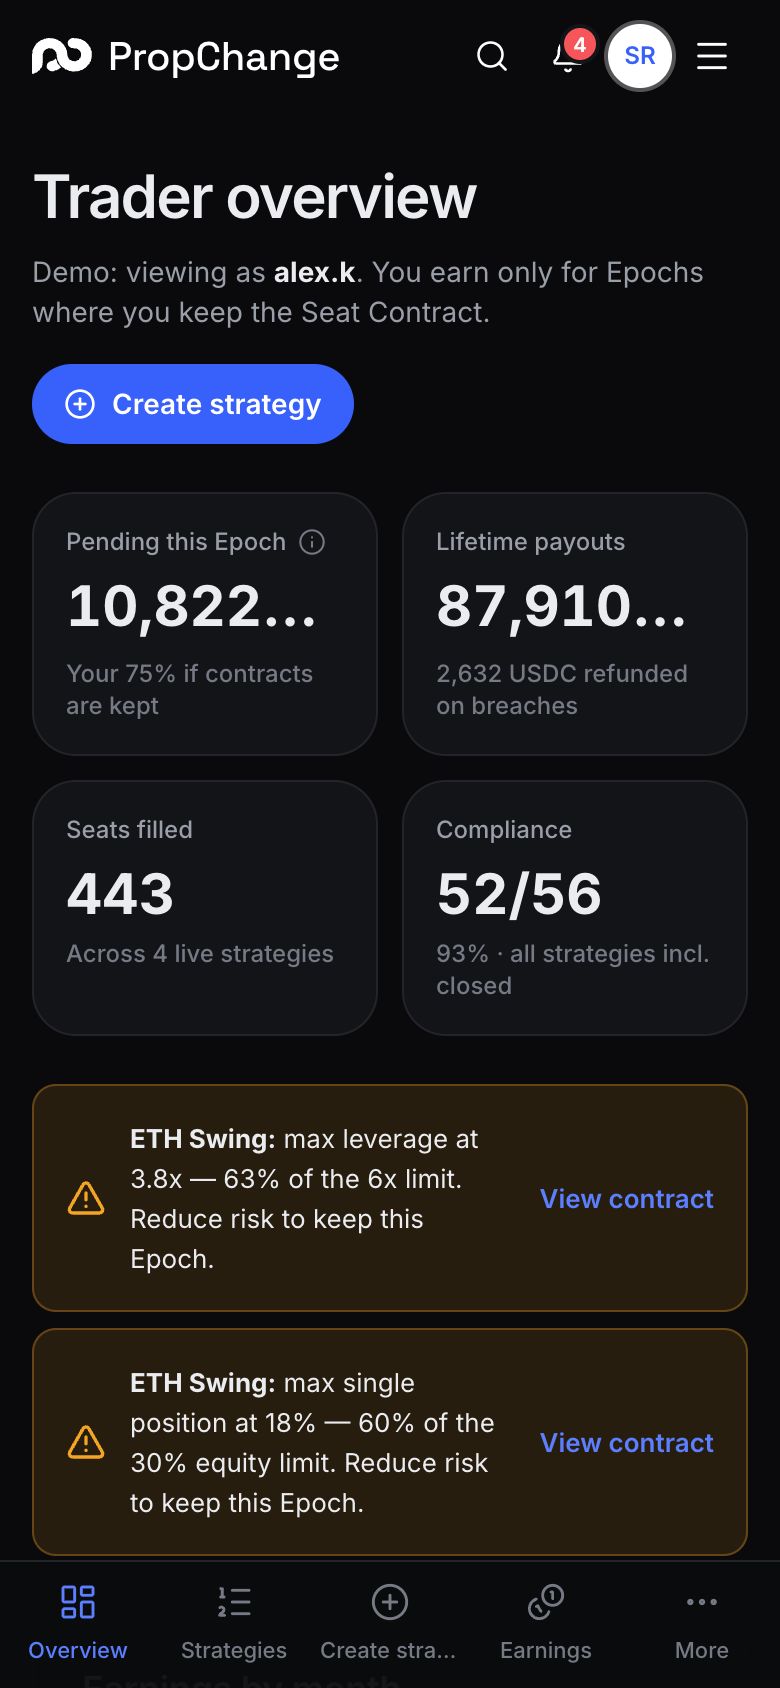 PropChange
4
SR
Trader overview
Demo: viewing as alex.k. You earn only for Epochs
where you keep the Seat Contract.
Create strategy
Pending this Epoch
10,822...
Your 75% if contracts
are kept
Lifetime payouts
87,910...
2,632 USDC refunded
on breaches
Seats filled
443
Across 4 live strategies
Compliance
52/56
93% · all strategies incl.
closed
ETH Swing: max leverage at
3.8x — 63% of the 6x limit.
Reduce risk to keep this
Epoch.
View contract
ETH Swing: max single
position at 18% — 60% of the
30% equity limit. Reduce risk
to keep this Epoch.
View contract
Overview
Strategies
Create stra...
Earnings
More
Earnings by month